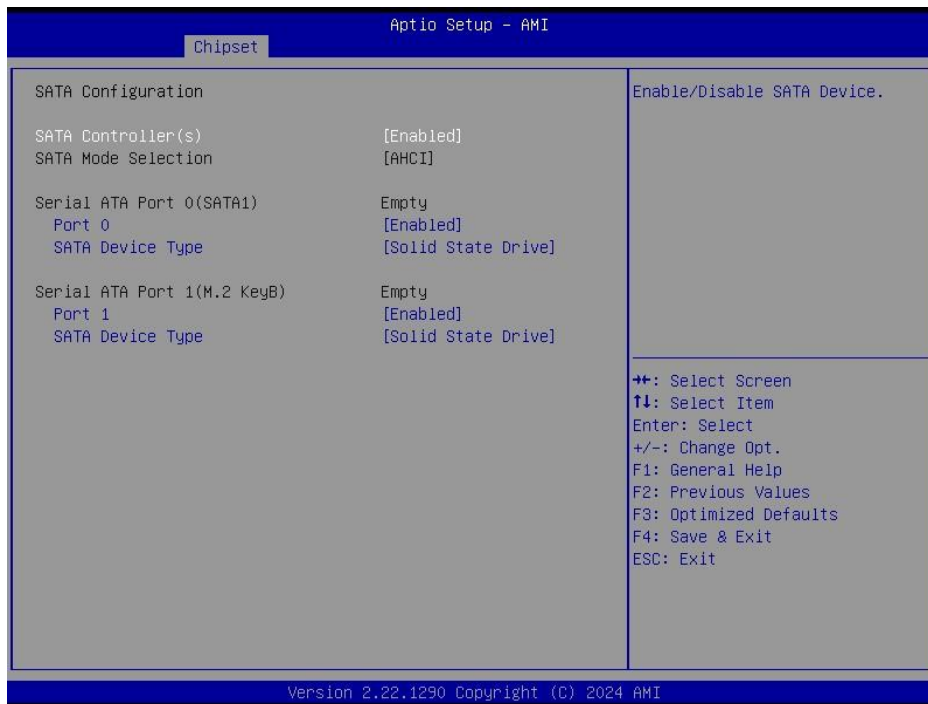 Aptio Setup - AMI
Chipset
SATA Configuration
SATA Controller(s) [Enabled]
SATA Mode Selection [AHCI]
Serial ATA Port 0(SATA1) Empty
Port 0 [Enabled]
SATA Device Type [Solid State Drive]
Serial ATA Port 1(M.2 KeyB) Empty
Port 1 [Enabled]
SATA Device Type [Solid State Drive]
Enable/Disable SATA Device.
→←: Select Screen
↑↓: Select Item
Enter: Select
+/-: Change Opt.
F1: General Help
F2: Previous Values
F3: Optimized Defaults
F4: Save & Exit
ESC: Exit
Version 2.22.1290 Copyright (C) 2024 AMI